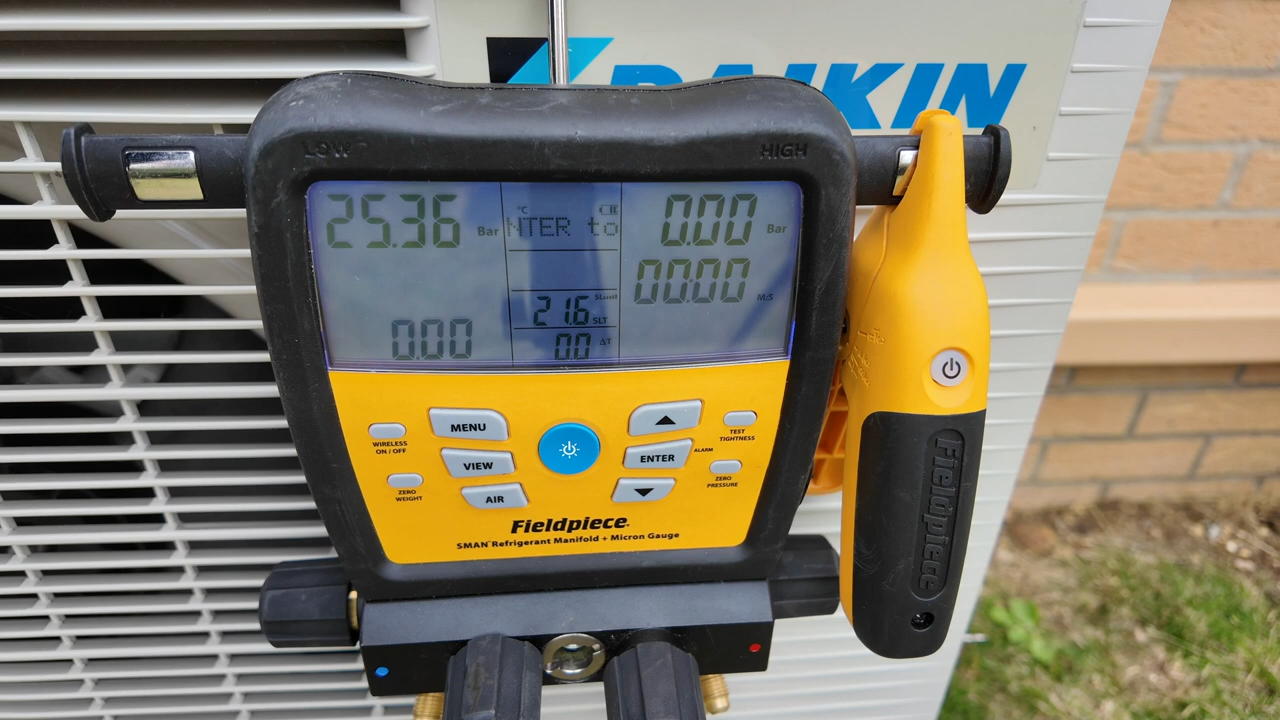 DAIKIN
LOW
HIGH
25.36 Bar
°C
NTER to
0.00 Bar
00:00 M:S
21.6 SLT
0.00
0.0 ΔT
MENU
VIEW
AIR
WIRELESS
ON / OFF
ZERO
WEIGHT
ENTER
ALARM
TEST
TIGHTNESS
ZERO
PRESSURE
Fieldpiece
SMAN Refrigerant Manifold + Micron Gauge
Fieldpiece